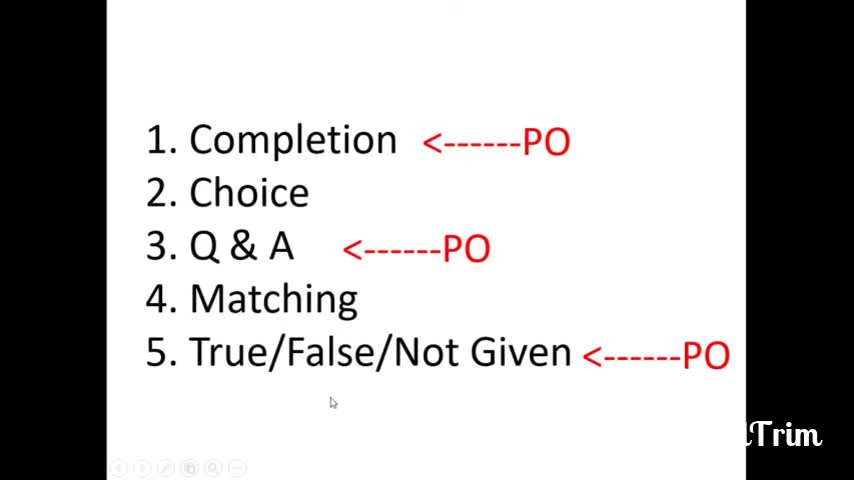 1. Completion <------PO
2. Choice
3. Q & A <------PO
4. Matching
5. True/False/Not Given <------PO